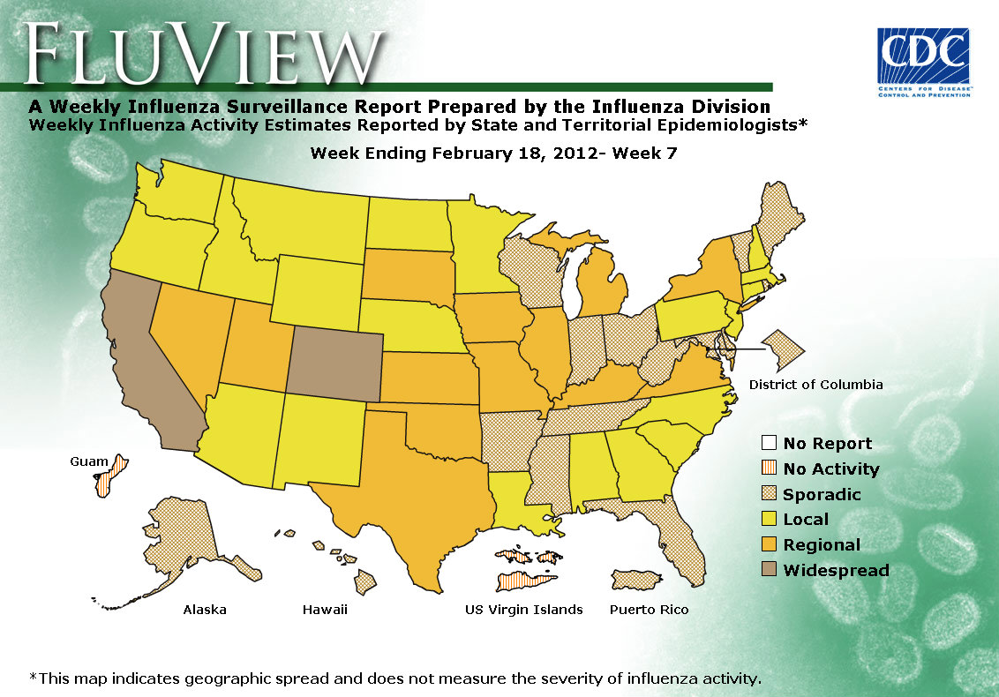 FLUVIEW
CDC
CENTERS FOR DISEASE™
CONTROL AND PREVENTION
A Weekly Influenza Surveillance Report Prepared by the Influenza Division
Weekly Influenza Activity Estimates Reported by State and Territorial Epidemiologists*
Week Ending February 18, 2012- Week 7
District of Columbia
No Report
Guam
No Activity
Sporadic
Local
Regional
Widespread
Alaska
Hawaii
US Virgin Islands
Puerto Rico
*This map indicates geographic spread and does not measure the severity of influenza activity.